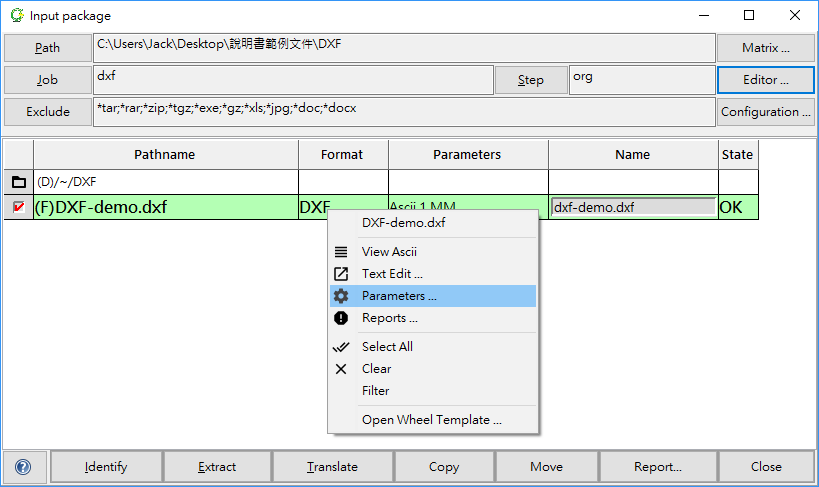 Input package
Path
C:\Users\Jack\Desktop\說明書範例文件\DXF
Matrix ...
Job
dxf
Step
org
Editor ...
Exclude
*tar;*rar;*zip;*tgz;*exe;*gz;*xls;*jpg;*doc;*docx
Configuration ...
Pathname Format Parameters Name State
(D)/~/DXF
(F)DXF-demo.dxf DXF Ascii 1 MM dxf-demo.dxf OK
DXF-demo.dxf
View Ascii
Text Edit ...
Parameters ...
Reports ...
Select All
Clear
Filter
Open Wheel Template ...
Identify Extract Translate Copy Move Report... Close